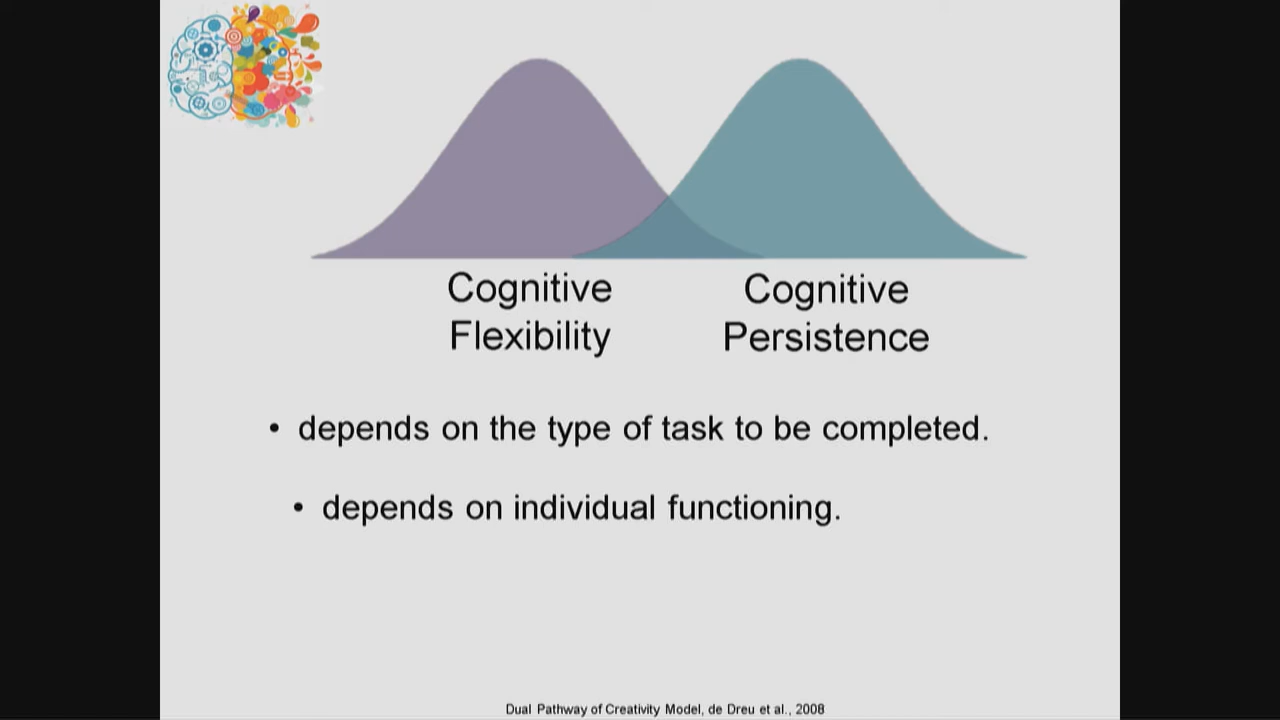 Cognitive Flexibility
Cognitive Persistence
• depends on the type of task to be completed.
• depends on individual functioning.
Dual Pathway of Creativity Model, de Dreu et al., 2008